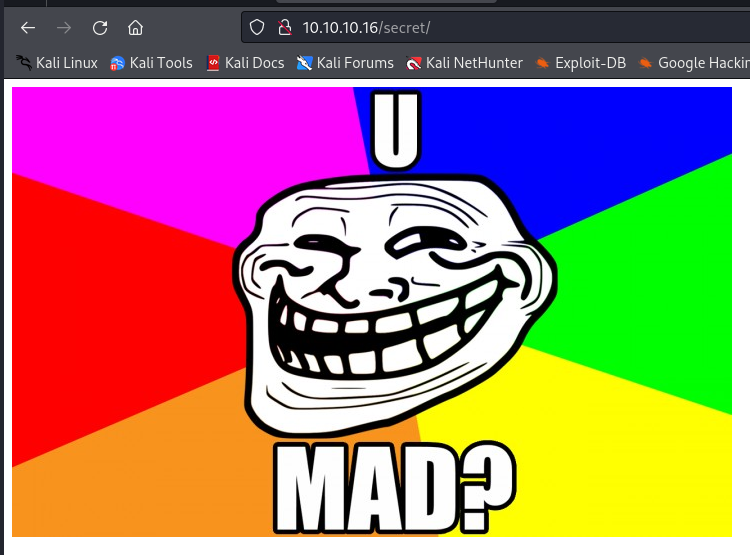 10.10.10.16/secret/
Kali Linux Kali Tools Kali Docs Kali Forums Kali NetHunter Exploit-DB Google Hackin
U
MAD?